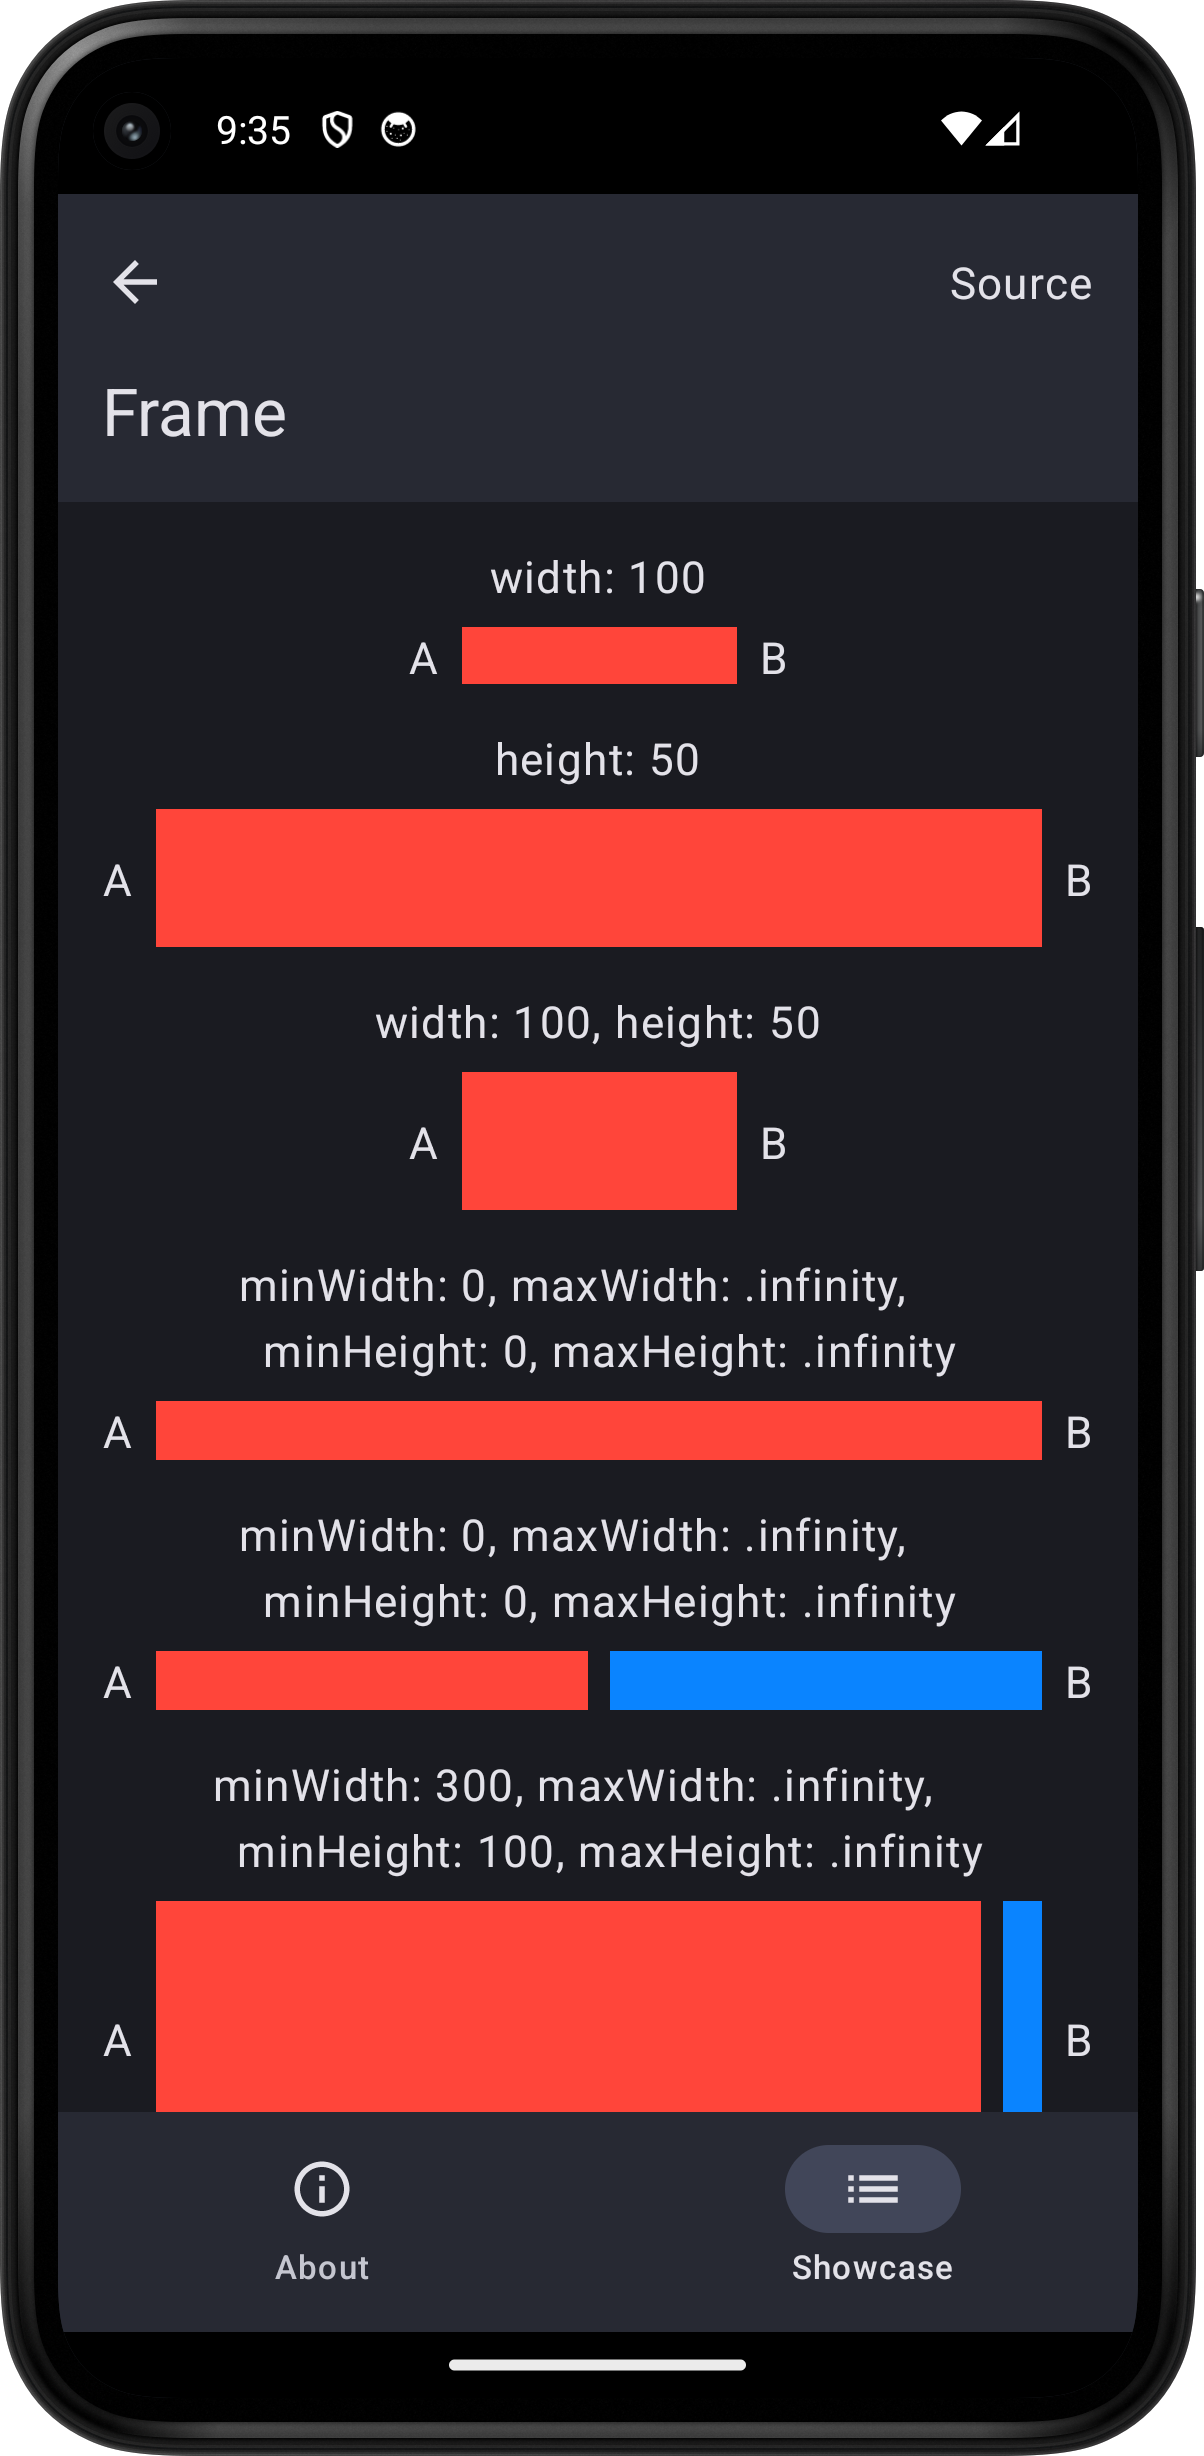 9:35
Source
Frame
width: 100
A B
height: 50
A B
width: 100, height: 50
A B
minWidth: 0, maxWidth: .infinity,
minHeight: 0, maxHeight: .infinity
A B
minWidth: 0, maxWidth: .infinity,
minHeight: 0, maxHeight: .infinity
A B
minWidth: 300, maxWidth: .infinity,
minHeight: 100, maxHeight: .infinity
A B
About
Showcase